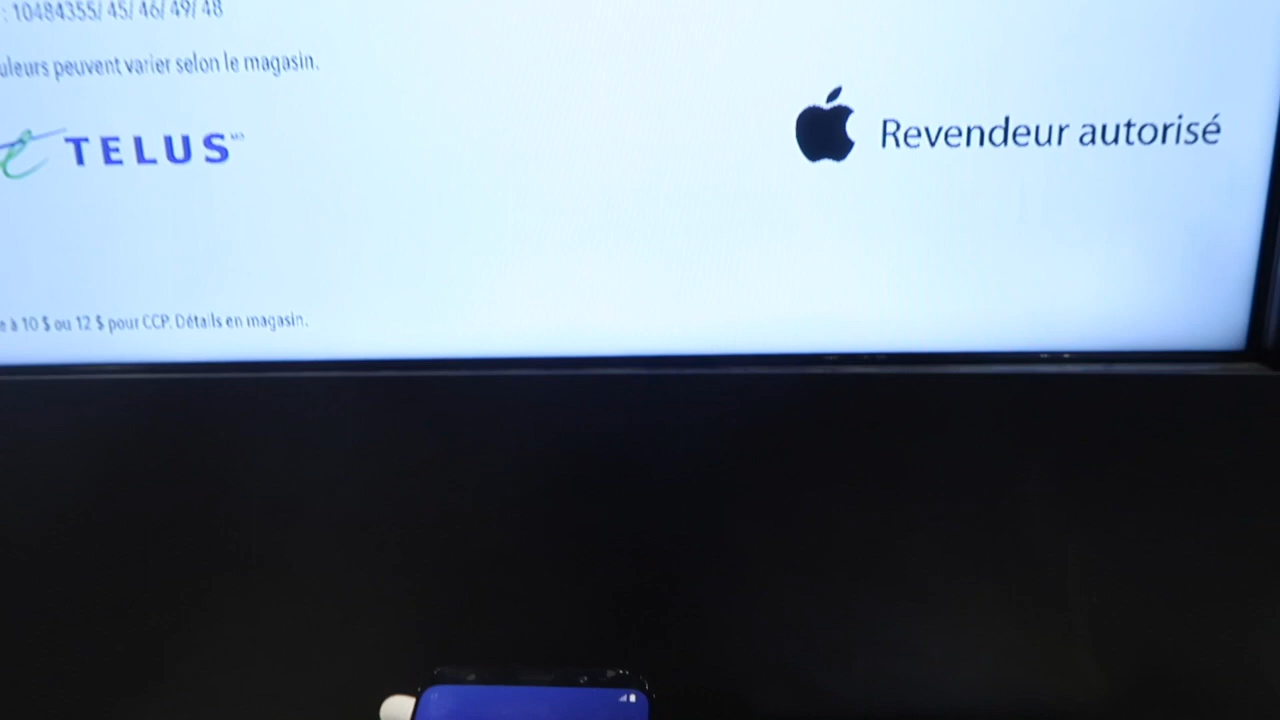 : 10484355/ 45/ 46/ 49/ 48
uleurs peuvent varier selon le magasin.
TELUS
Revendeur autorisé
e à 10 $ ou 12 $ pour CCP. Détails en magasin.